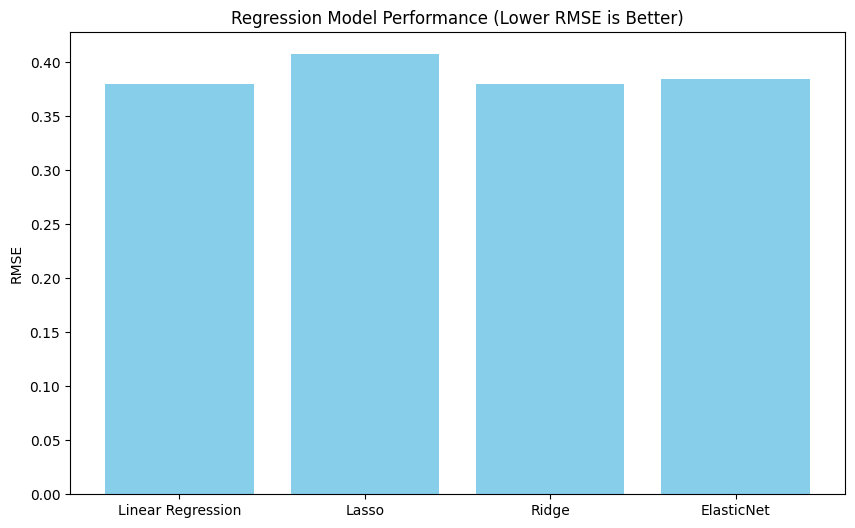 Regression Model Performance (Lower RMSE is Better)
RMSE
0.40
0.35
0.30
0.25
0.20
0.15
0.10
0.05
0.00
Linear Regression
Lasso
Ridge
ElasticNet